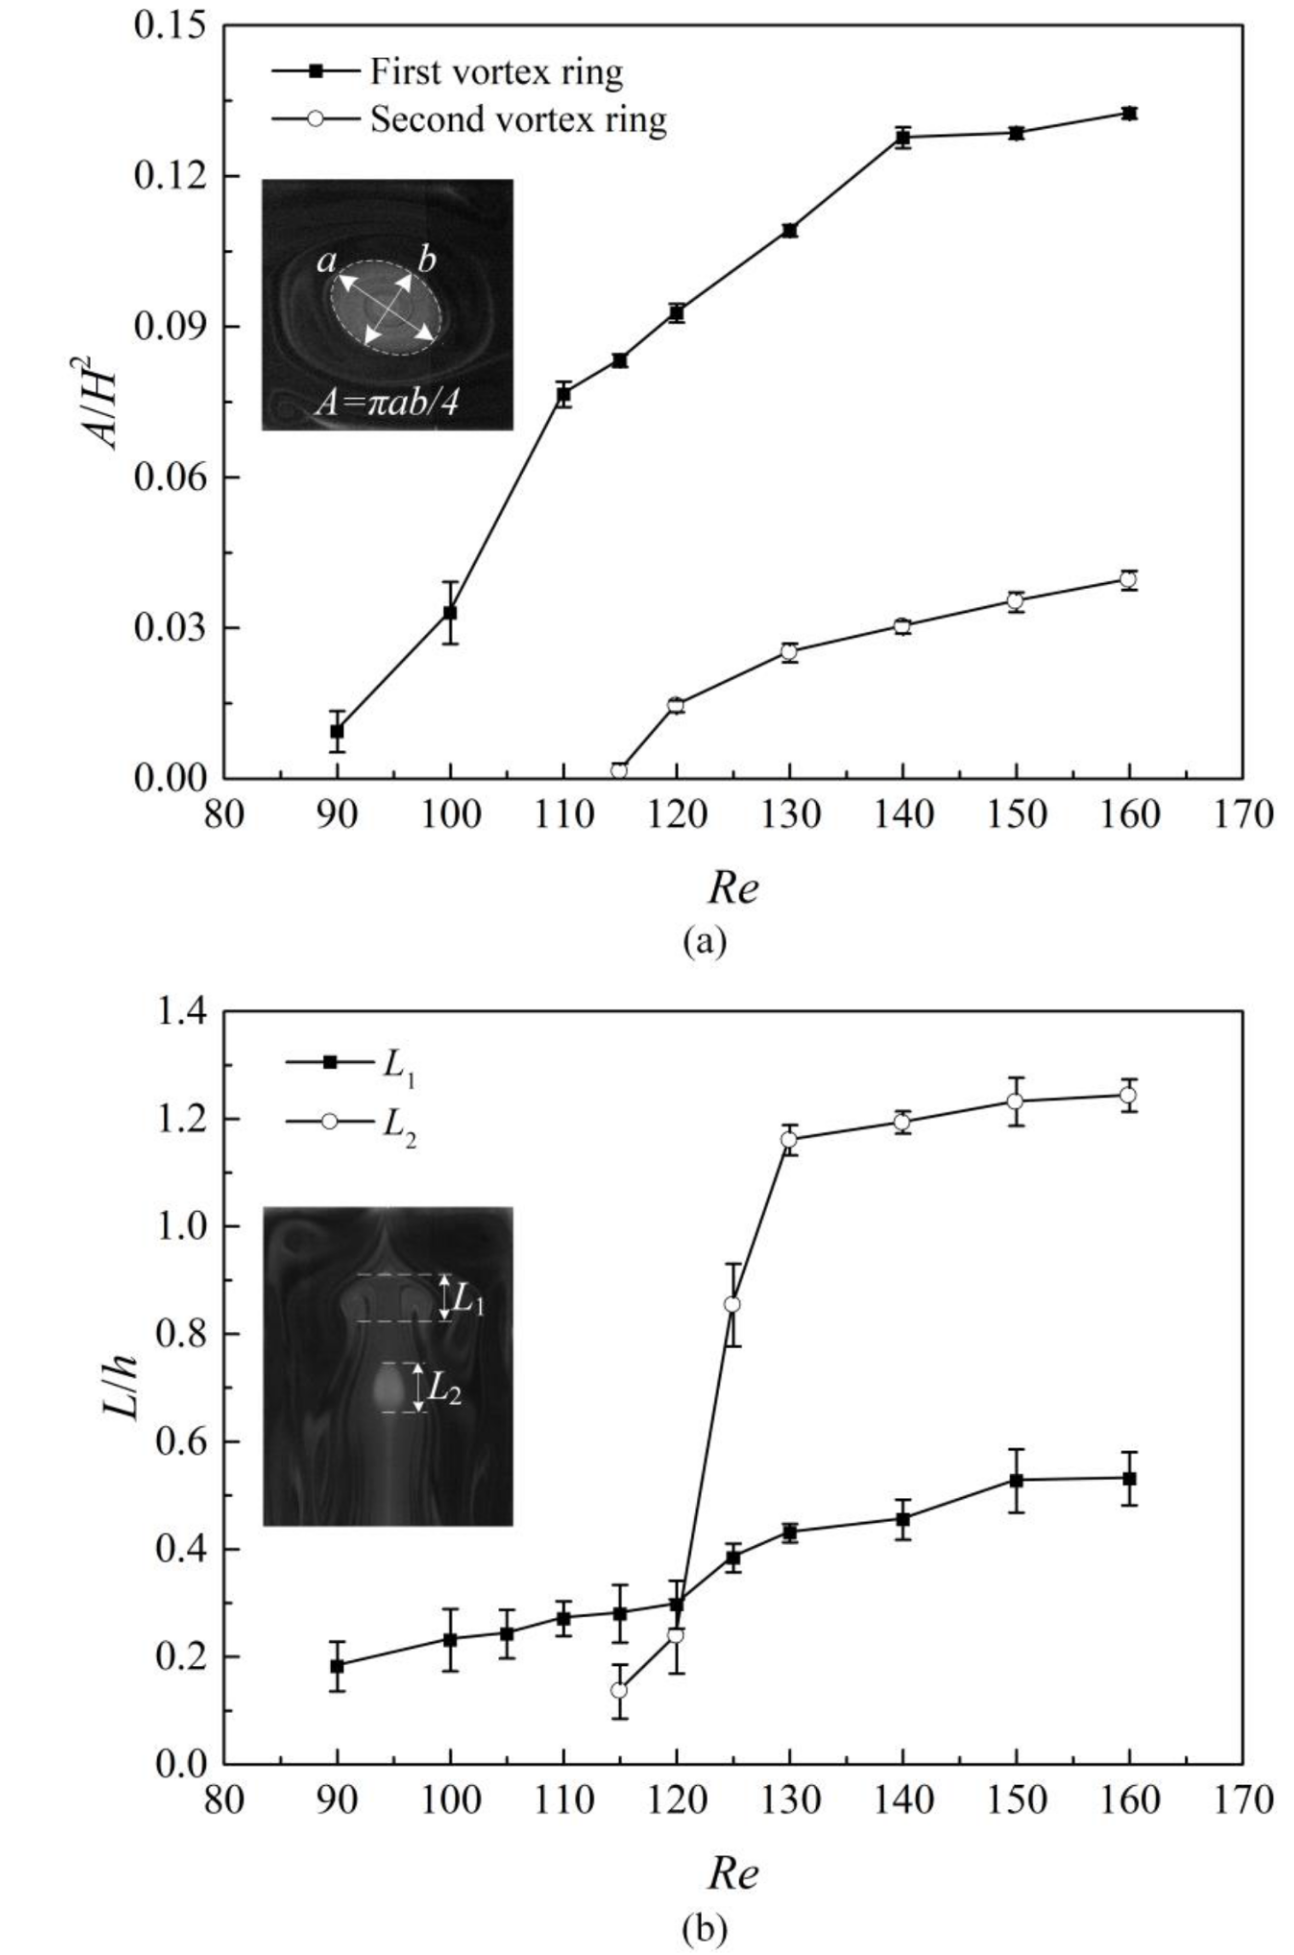 0.15
First vortex ring
Second vortex ring
0.12
a b
0.09
A=πab/4
A/H²
0.06
0.03
0.00
80 90 100 110 120 130 140 150 160 170
Re
(a)
1.4
L₁
1.2
L₂
1.0
L₁
0.8
L₂
L/h
0.6
0.4
0.2
0.0
80 90 100 110 120 130 140 150 160 170
Re
(b)